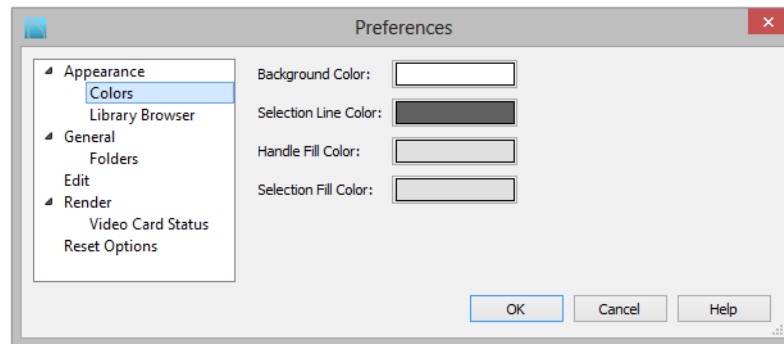 Preferences
Appearance
Colors
Library Browser
General
Folders
Edit
Render
Video Card Status
Reset Options
Background Color:
Selection Line Color:
Handle Fill Color:
Selection Fill Color:
OK Cancel Help